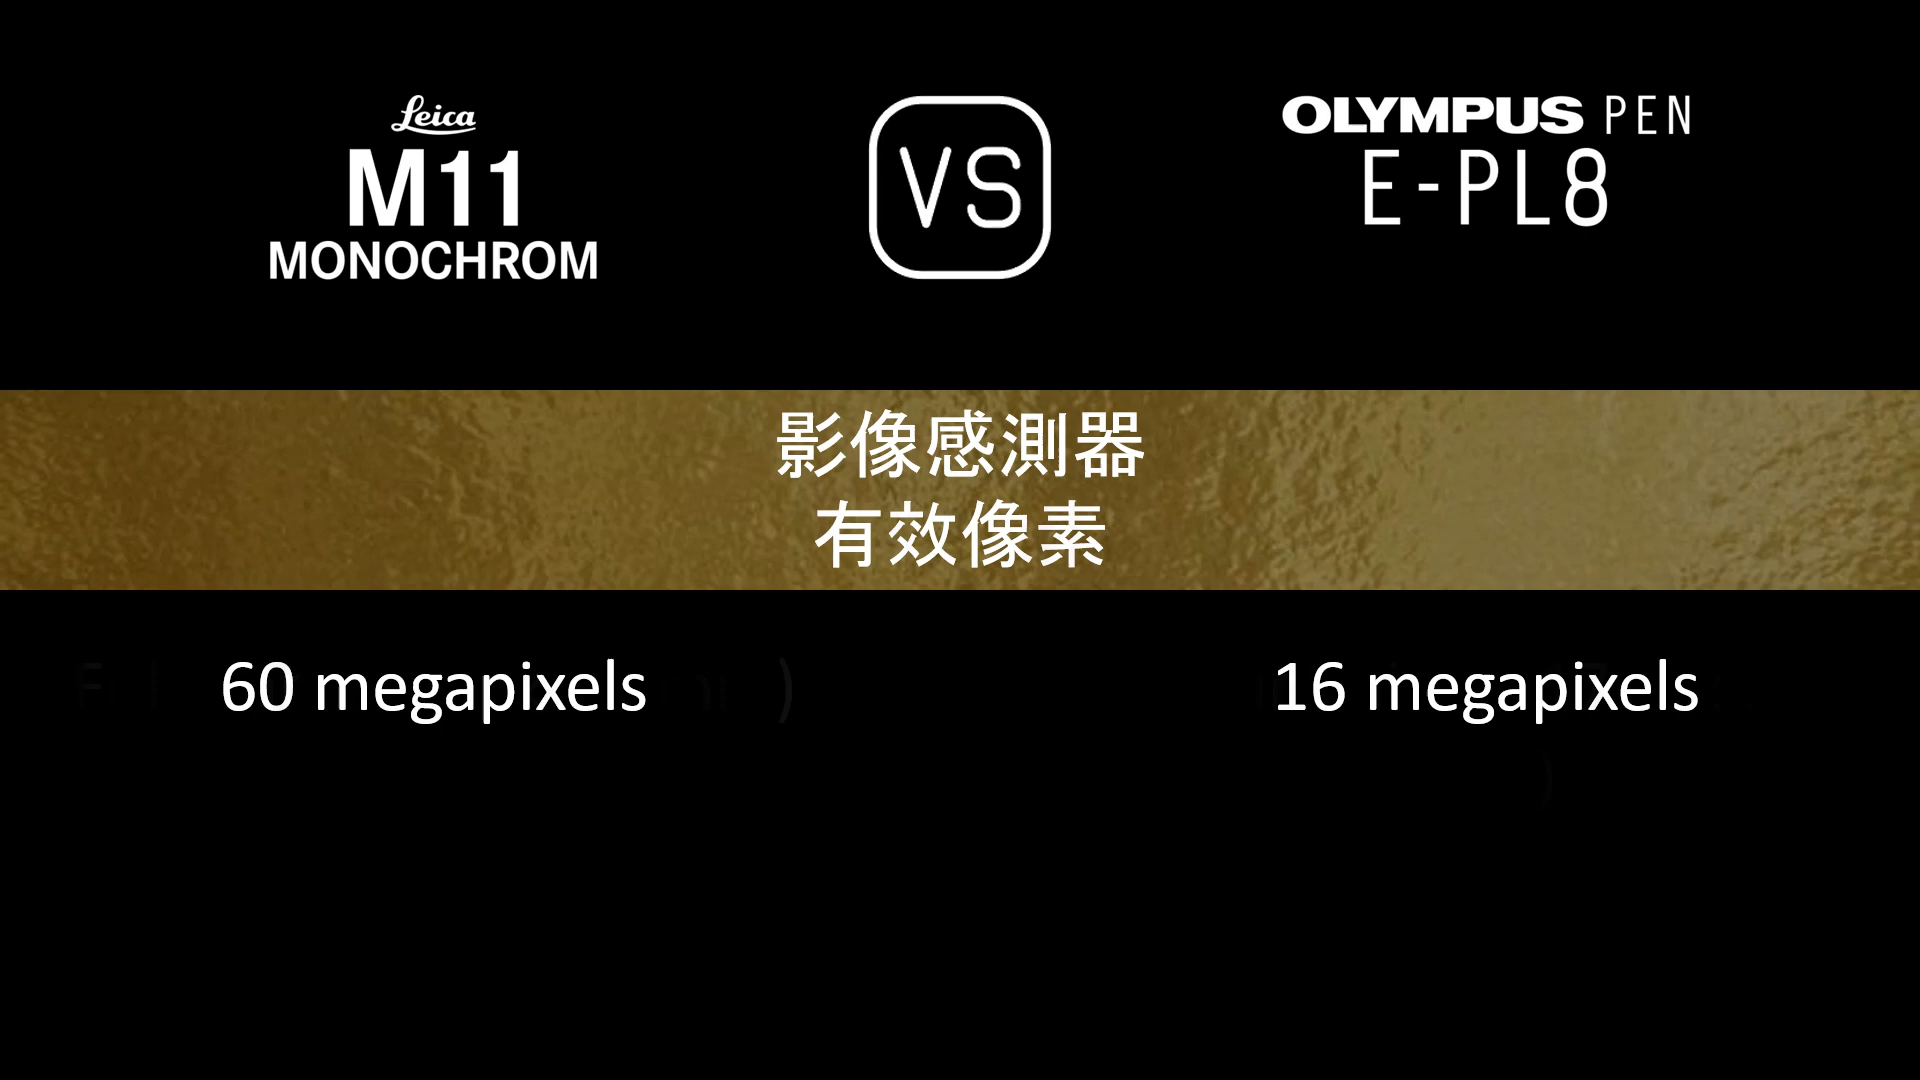 Leica
M11
MONOCHROM
VS
OLYMPUS PEN
E-PL8
影像感測器
有效像素
60 megapixels
16 megapixels